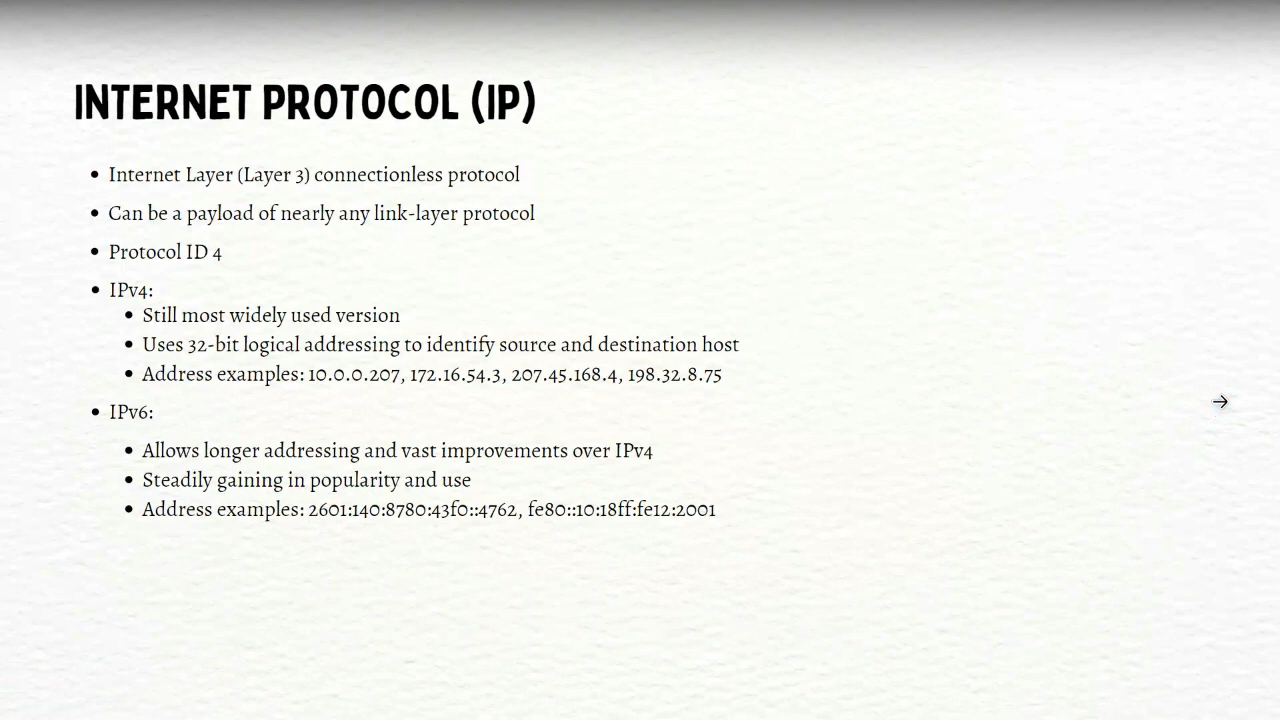 INTERNET PROTOCOL (IP)
• Internet Layer (Layer 3) connectionless protocol
• Can be a payload of nearly any link-layer protocol
• Protocol ID 4
• IPv4:
• Still most widely used version
• Uses 32-bit logical addressing to identify source and destination host
• Address examples: 10.0.0.207, 172.16.54.3, 207.45.168.4, 198.32.8.75
• IPv6:
• Allows longer addressing and vast improvements over IPv4
• Steadily gaining in popularity and use
• Address examples: 2601:140:8780:43f0::4762, fe80::10:18ff:fe12:2001